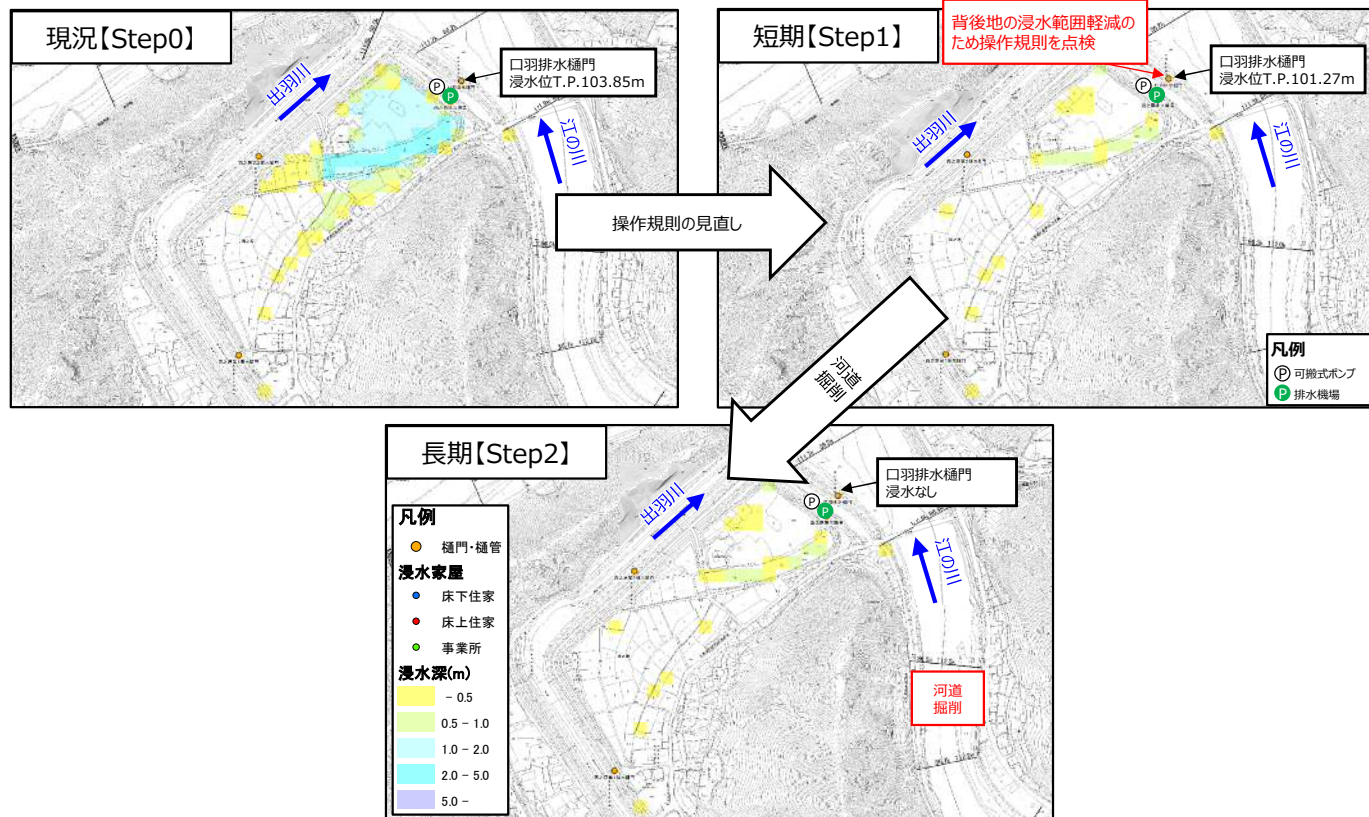 現況【Step0】
出羽川
口羽排水樋門
浸水位T.P.103.85m
江の川
操作規則の見直し
短期【Step1】
背後地の浸水範囲軽減の
ため操作規則を点検
口羽排水樋門
浸水位T.P.101.27m
出羽川
江の川
凡例
P 可搬式ポンプ
P 排水機場
河道
掘削
長期【Step2】
出羽川
口羽排水樋門
浸水なし
江の川
河道
掘削
凡例
樋門・樋管
浸水家屋
床下住家
床上住家
事業所
浸水深(m)
- 0.5
0.5 - 1.0
1.0 - 2.0
2.0 - 5.0
5.0 -